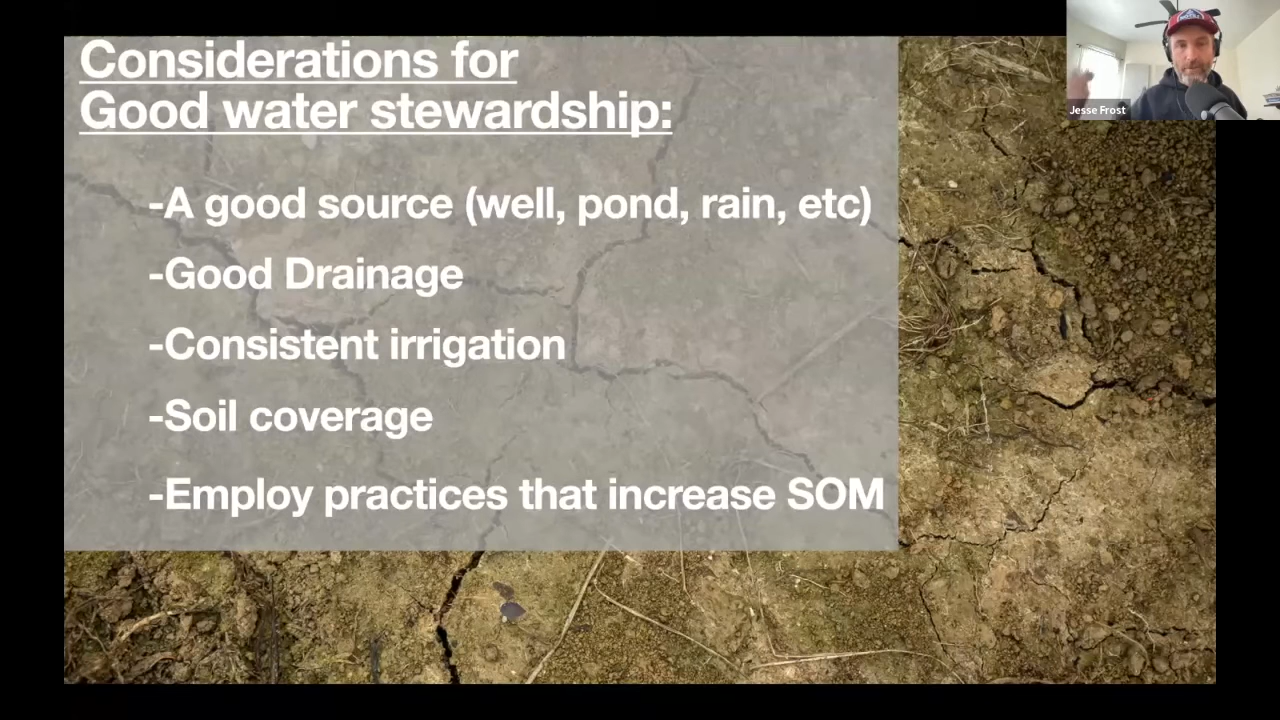 Considerations for
Good water stewardship:
-A good source (well, pond, rain, etc)
-Good Drainage
-Consistent irrigation
-Soil coverage
-Employ practices that increase SOM
Jesse Frost